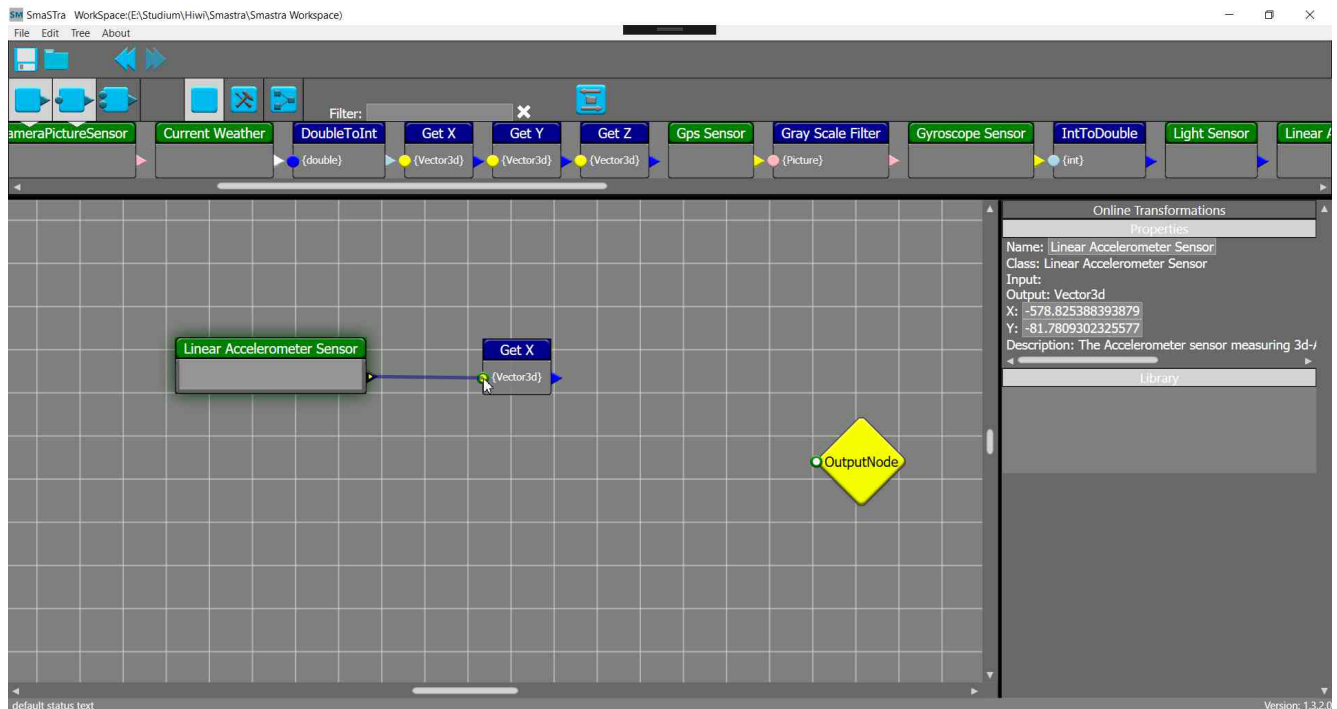 SM SmaSTra WorkSpace:(E:\Studium\Hiwi\Smastra\Smastra Workspace)
File Edit Tree About
Filter:
ameraPictureSensor Current Weather DoubleToInt Get X Get Y Get Z Gps Sensor Gray Scale Filter Gyroscope Sensor IntToDouble Light Sensor Linear A
{double} {Vector3d} {Vector3d} {Vector3d} {Picture} {int}
Online Transformations
Properties
Name: Linear Accelerometer Sensor
Class: Linear Accelerometer Sensor
Input:
Output: Vector3d
X: -578.825388393879
Y: -81.7809302325577
Description: The Accelerometer sensor measuring 3d-A
Library
Linear Accelerometer Sensor
Get X
{Vector3d}
OutputNode
default status text
Version: 1.3.2.0